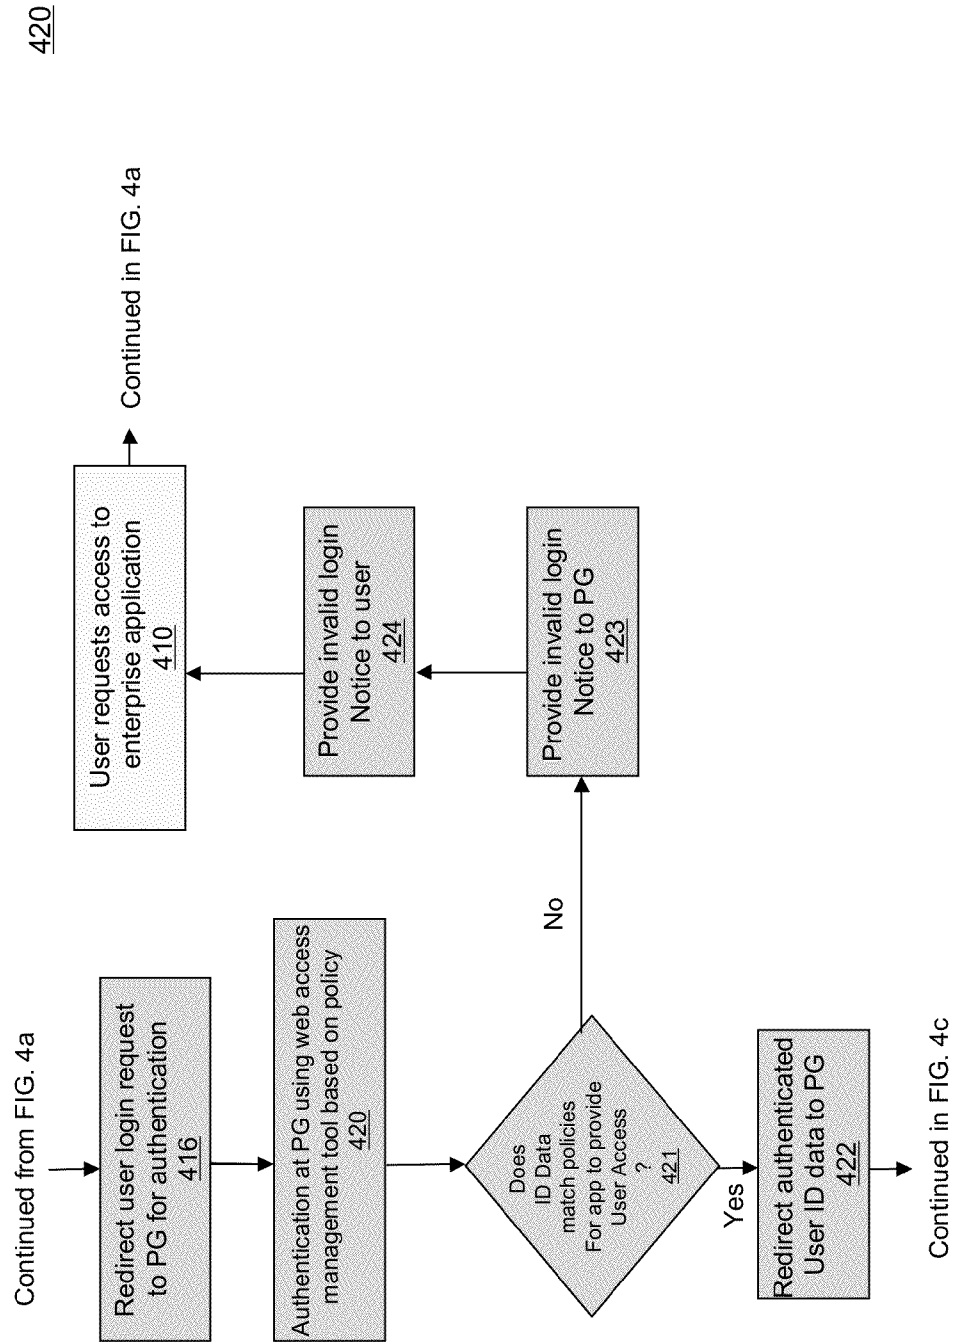 420
Continued from FIG. 4a
Redirect user login request
to PG for authentication
416
Authentication at PG using web access
management tool based on policy
420
Does
ID Data
match policies
For app to provide
User Access
?
421
Yes
Redirect authenticated
User ID data to PG
422
Continued in FIG. 4c
No
Provide invalid login
Notice to PG
423
Provide invalid login
Notice to user
424
User requests access to
enterprise application
410
Continued in FIG. 4a